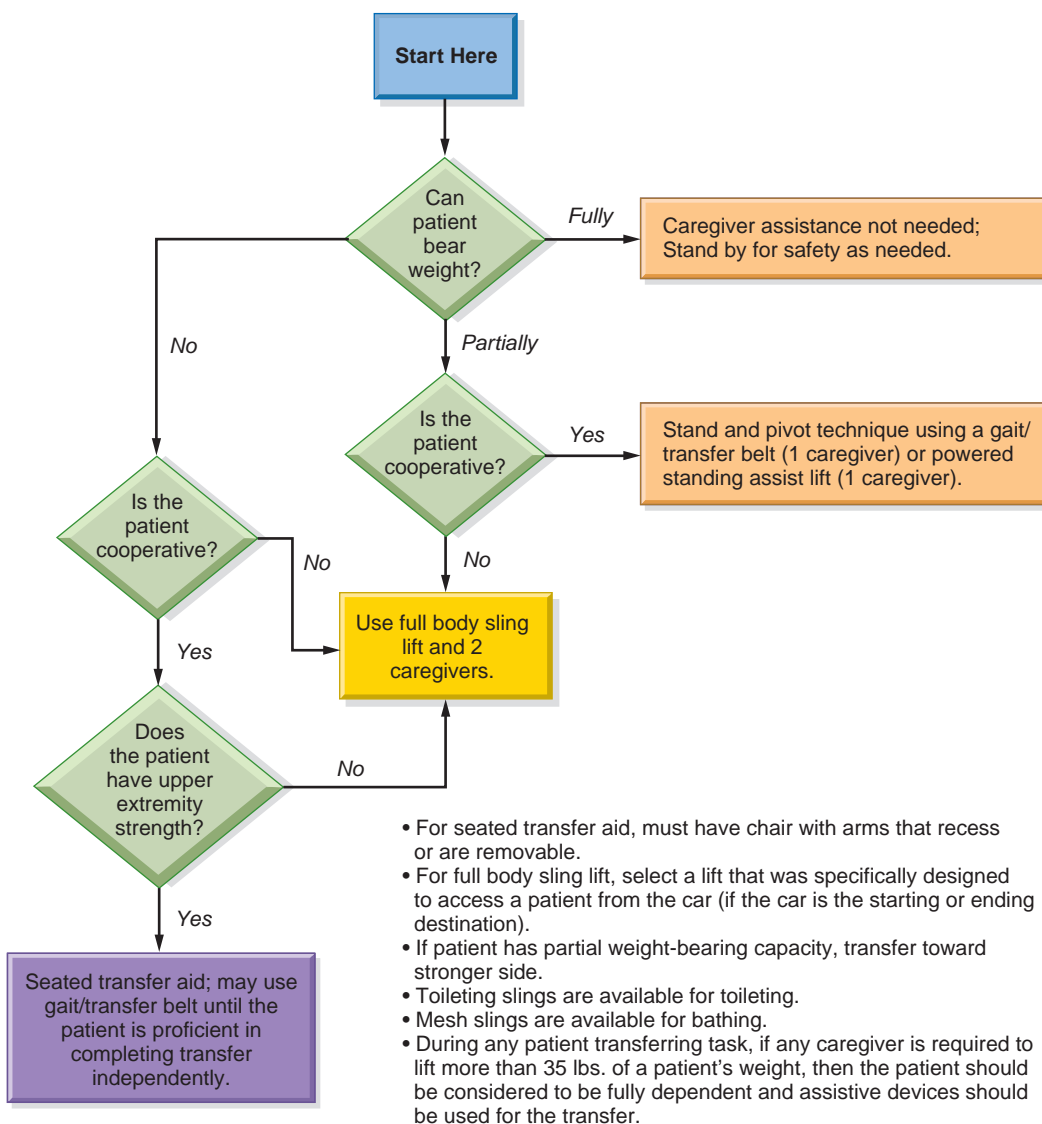 Start Here
Can
patient
bear
weight?
Fully
Caregiver assistance not needed;
Stand by for safety as needed.
No
Partially
Is the
patient
cooperative?
Yes
Stand and pivot technique using a gait/
transfer belt (1 caregiver) or powered
standing assist lift (1 caregiver).
Is the
patient
cooperative?
No
No
Use full body sling
lift and 2
caregivers.
Yes
Does
the patient
have upper
extremity
strength?
No
Yes
Seated transfer aid; may use
gait/transfer belt until the
patient is proficient in
completing transfer
independently.
• For seated transfer aid, must have chair with arms that recess
or are removable.
• For full body sling lift, select a lift that was specifically designed
to access a patient from the car (if the car is the starting or ending
destination).
• If patient has partial weight-bearing capacity, transfer toward
stronger side.
• Toileting slings are available for toileting.
• Mesh slings are available for bathing.
• During any patient transferring task, if any caregiver is required to
lift more than 35 lbs. of a patient's weight, then the patient should
be considered to be fully dependent and assistive devices should
be used for the transfer.